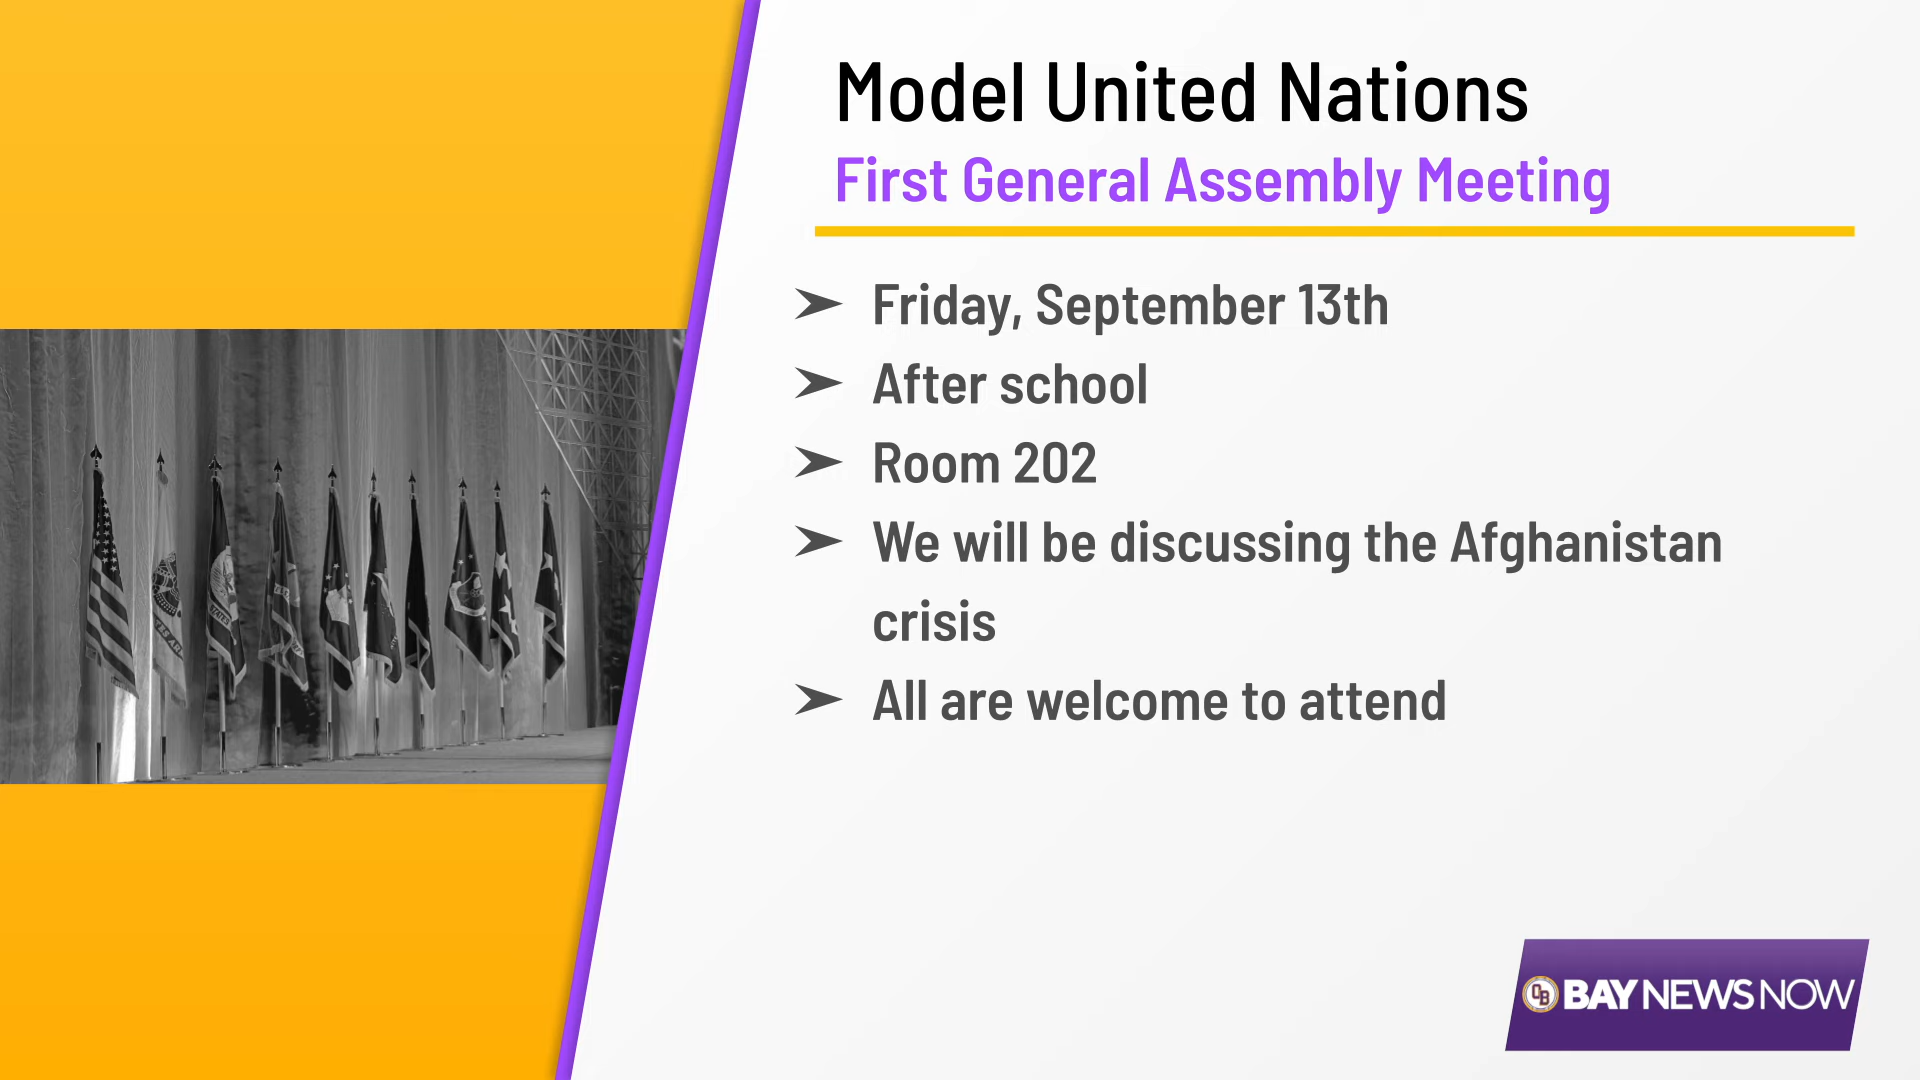 Model United Nations
First General Assembly Meeting
➤ Friday, September 13th
➤ After school
➤ Room 202
➤ We will be discussing the Afghanistan
crisis
➤ All are welcome to attend
OB BAY NEWS NOW